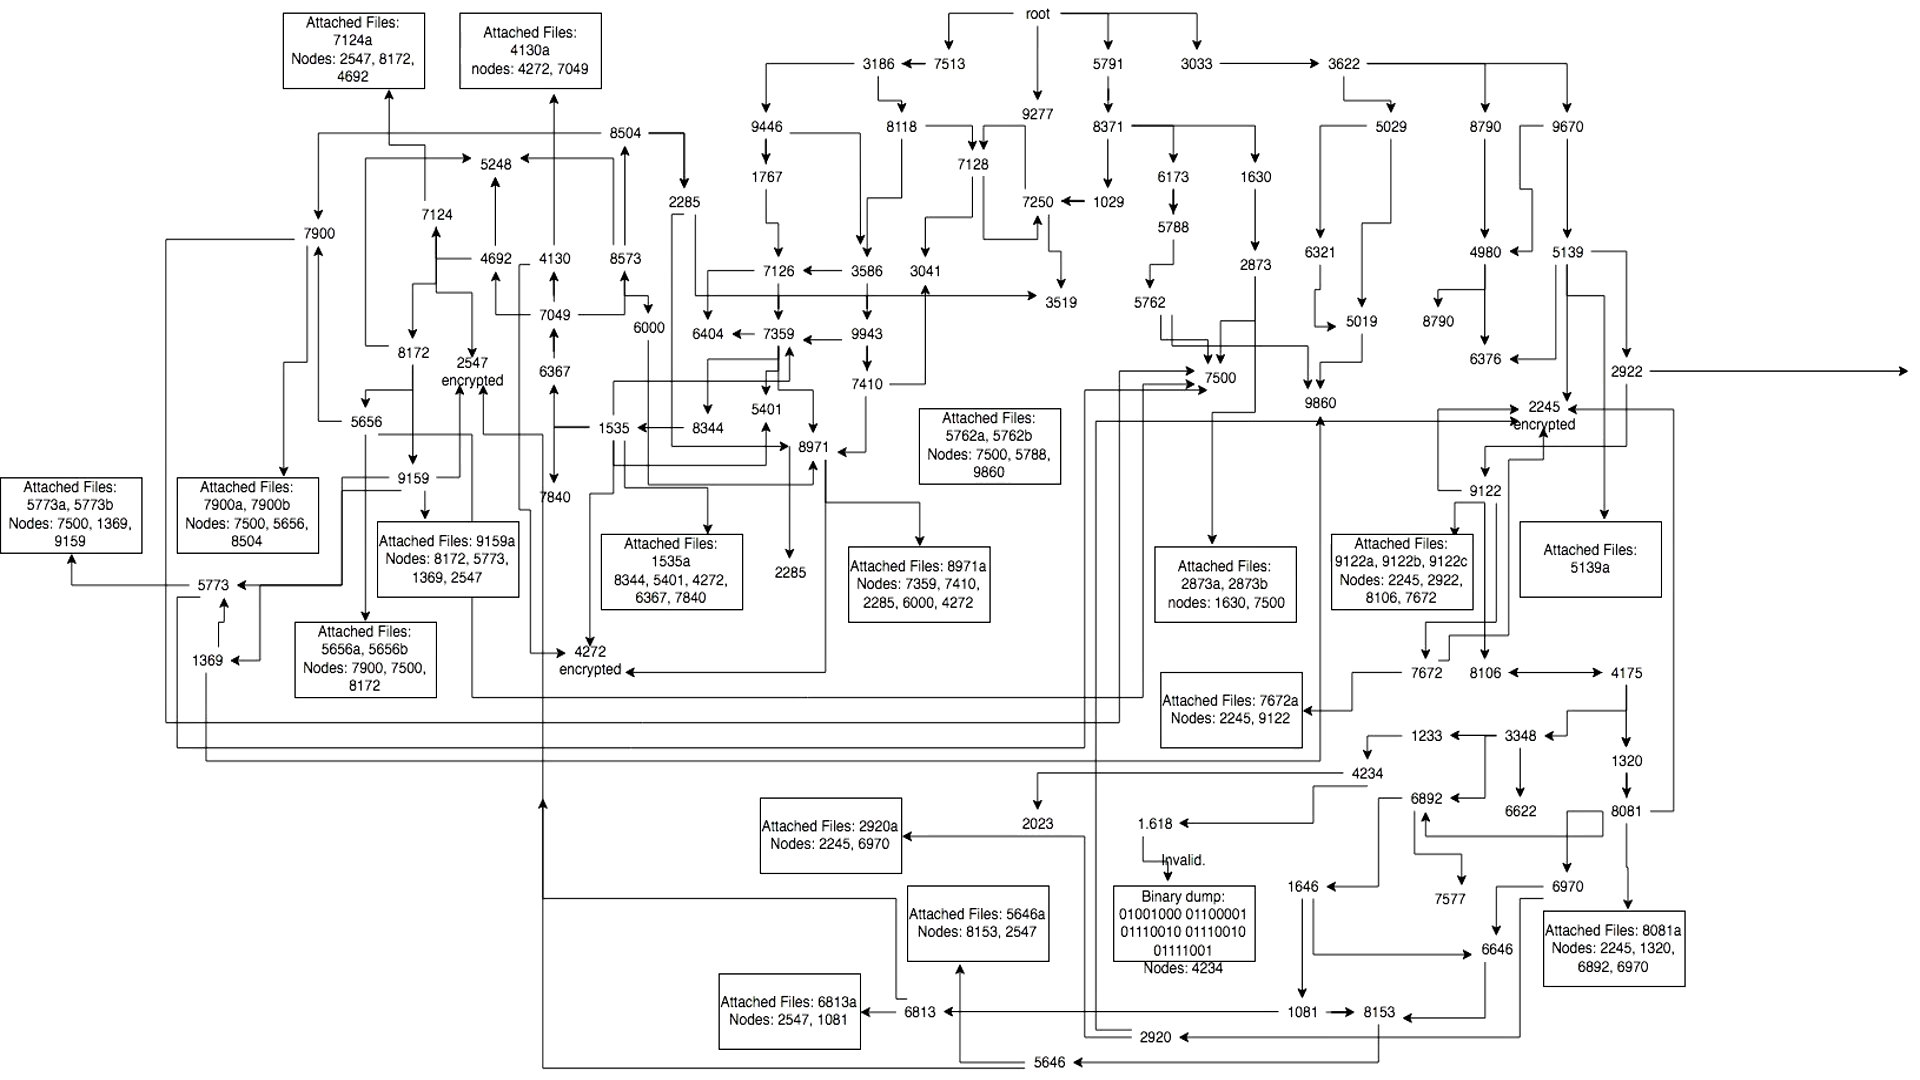 root
Attached Files:
7124a
Nodes: 2547, 8172,
4692
Attached Files:
4130a
nodes: 4272, 7049
3186
7513
5791
3033
3622
9277
9446
8118
8371
5029
8790
9670
8504
5248
7128
1767
6173
1630
2285
7250
1029
7124
5788
7900
4692
4130
8573
6321
4980
5139
7126
3586
3041
2873
3519
5762
7049
6000
6404
7359
9943
5019
8790
8172
2547
encrypted
6367
7410
7500
6376
2922
9860
5401
2245
encrypted
5656
1535
8344
8971
Attached Files:
5762a, 5762b
Nodes: 7500, 5788,
9860
9159
7840
9122
Attached Files:
5773a, 5773b
Nodes: 7500, 1369,
9159
Attached Files:
7900a, 7900b
Nodes: 7500, 5656,
8504
Attached Files: 9159a
Nodes: 8172, 5773,
1369, 2547
Attached Files:
1535a
8344, 5401, 4272,
6367, 7840
2285
Attached Files: 8971a
Nodes: 7359, 7410,
2285, 6000, 4272
Attached Files:
2873a, 2873b
nodes: 1630, 7500
Attached Files:
9122a, 9122b, 9122c
Nodes: 2245, 2922,
8106, 7672
Attached Files:
5139a
5773
Attached Files:
5656a, 5656b
Nodes: 7900, 7500,
8172
1369
4272
encrypted
7672
8106
4175
Attached Files: 7672a
Nodes: 2245, 9122
1233
3348
1320
4234
6892
6622
8081
2023
1.618
Attached Files: 2920a
Nodes: 2245, 6970
Invalid.
Binary dump:
01001000 01100001
01110010 01110010
01111001
Nodes: 4234
1646
7577
6970
Attached Files: 5646a
Nodes: 8153, 2547
6646
Attached Files: 8081a
Nodes: 2245, 1320,
6892, 6970
Attached Files: 6813a
Nodes: 2547, 1081
6813
1081
8153
2920
5646